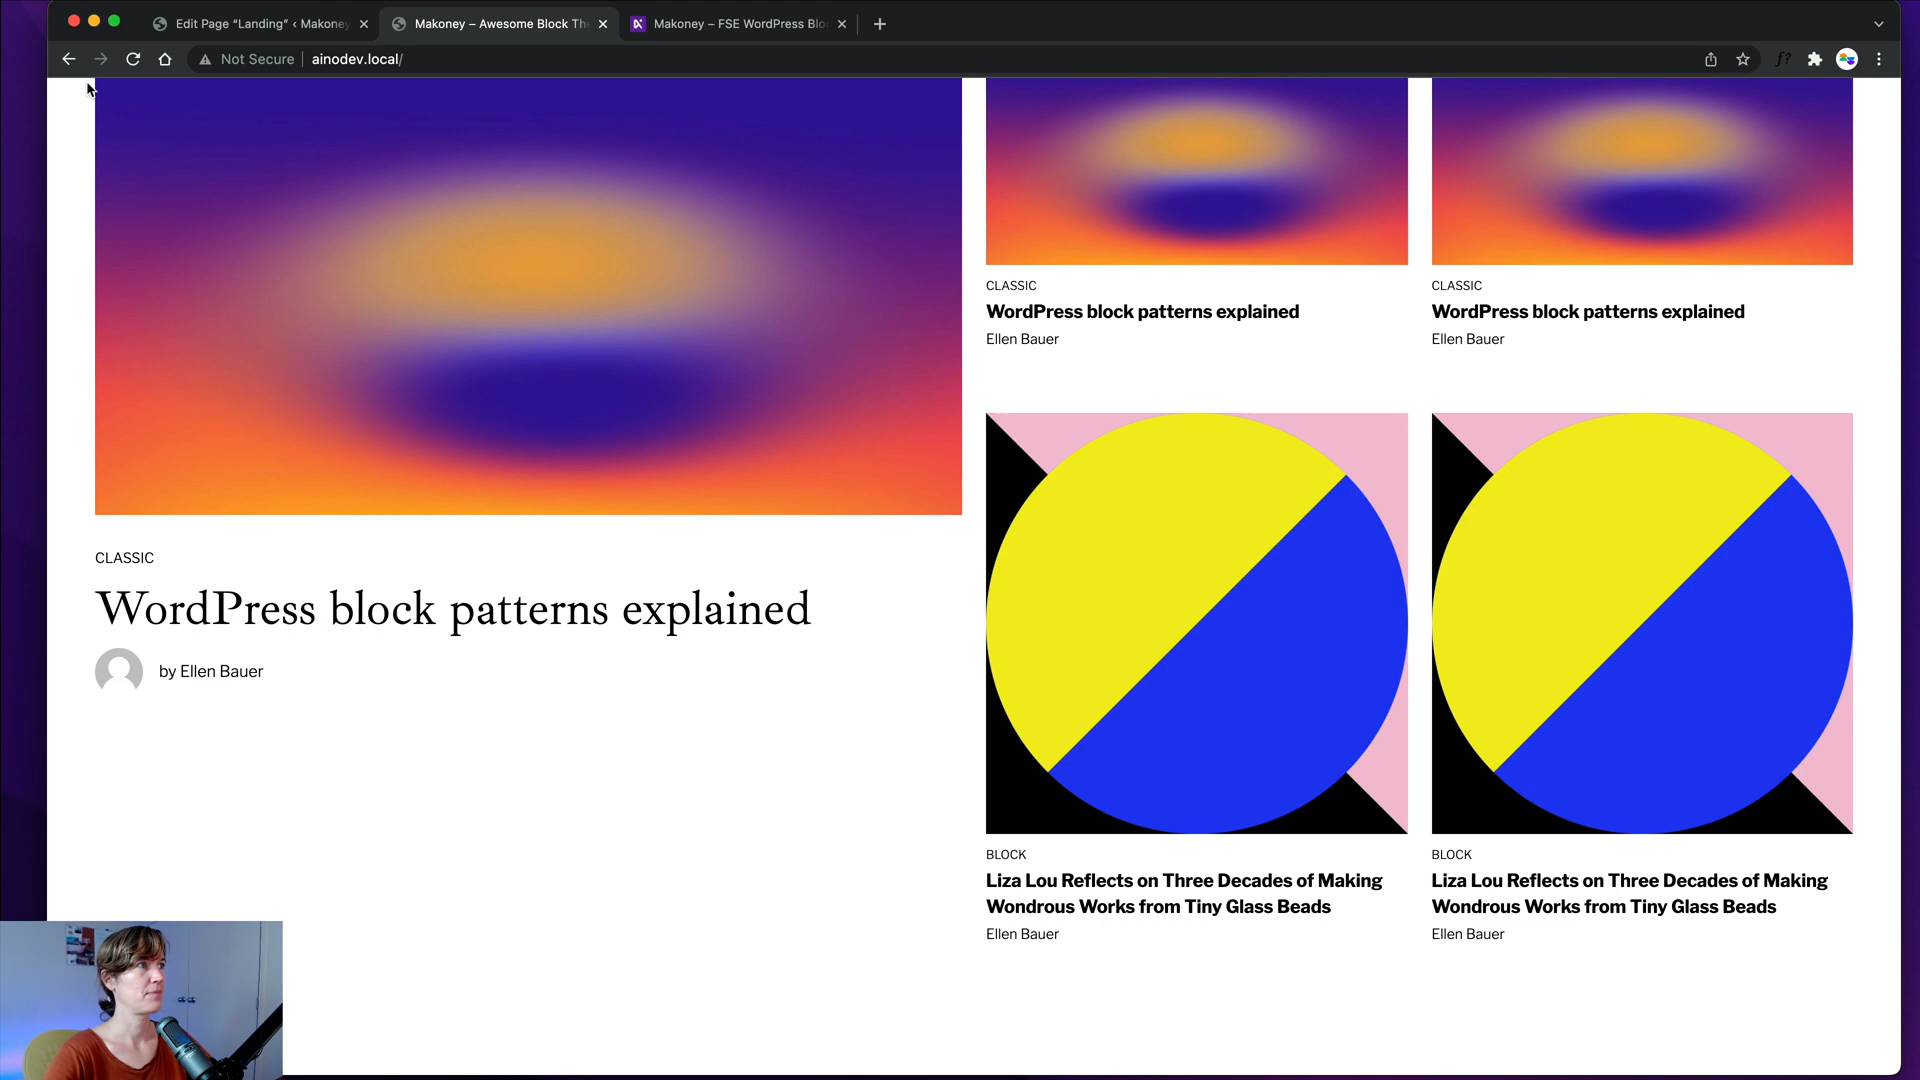 Edit Page “Landing” ‹ Makoney
Makoney – Awesome Block The
Makoney – FSE WordPress Blo
Not Secure
ainodev.local/
CLASSIC
WordPress block patterns explained
by Ellen Bauer
CLASSIC
WordPress block patterns explained
Ellen Bauer
CLASSIC
WordPress block patterns explained
Ellen Bauer
BLOCK
Liza Lou Reflects on Three Decades of Making
Wondrous Works from Tiny Glass Beads
Ellen Bauer
BLOCK
Liza Lou Reflects on Three Decades of Making
Wondrous Works from Tiny Glass Beads
Ellen Bauer